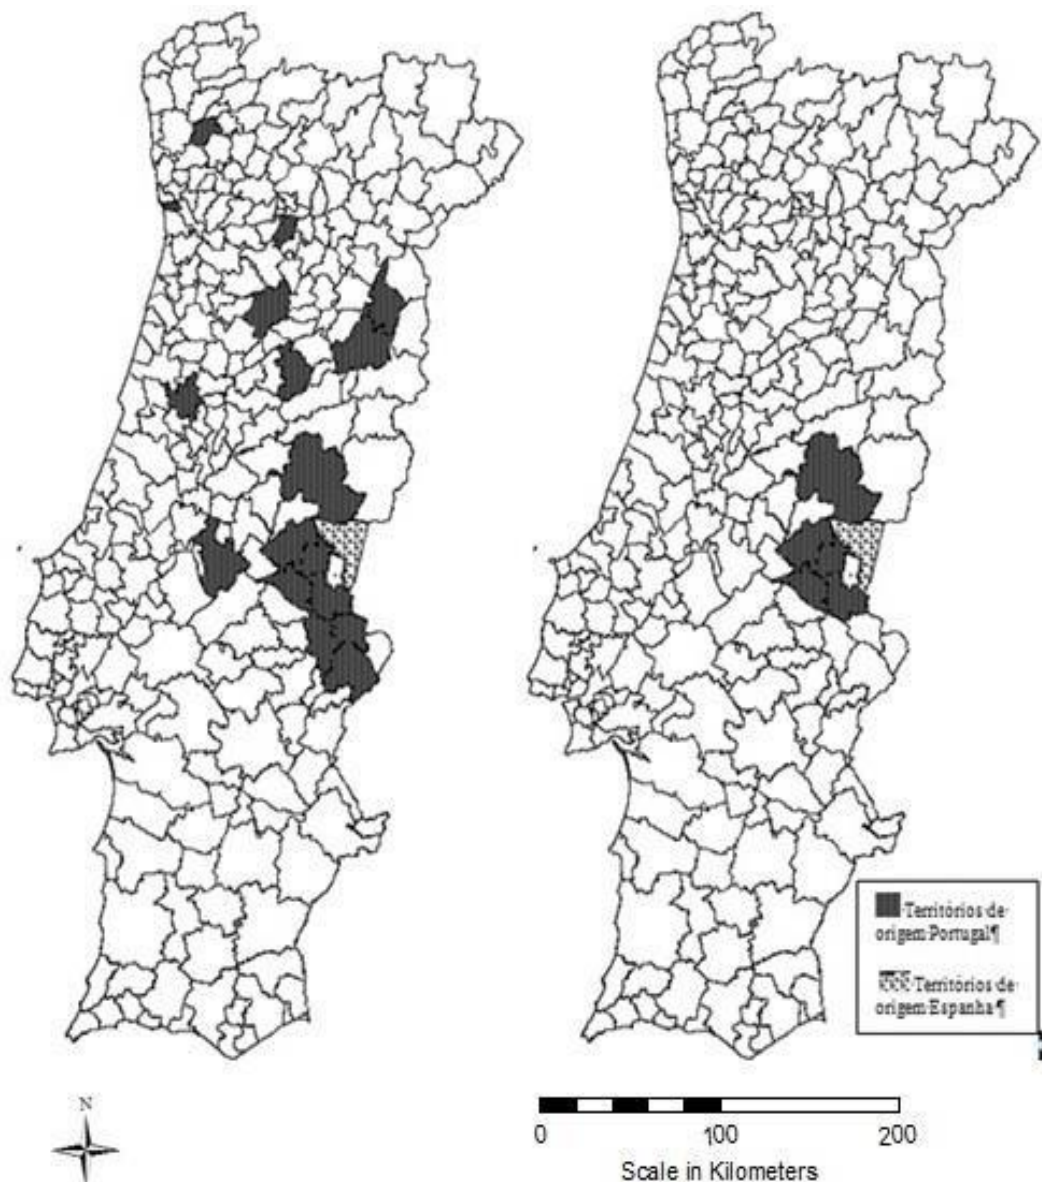 ·Territórios·de·
origem·Portugal¶
·Territórios·de·
origem·Espanha·¶
N
0 100 200
Scale in Kilometers